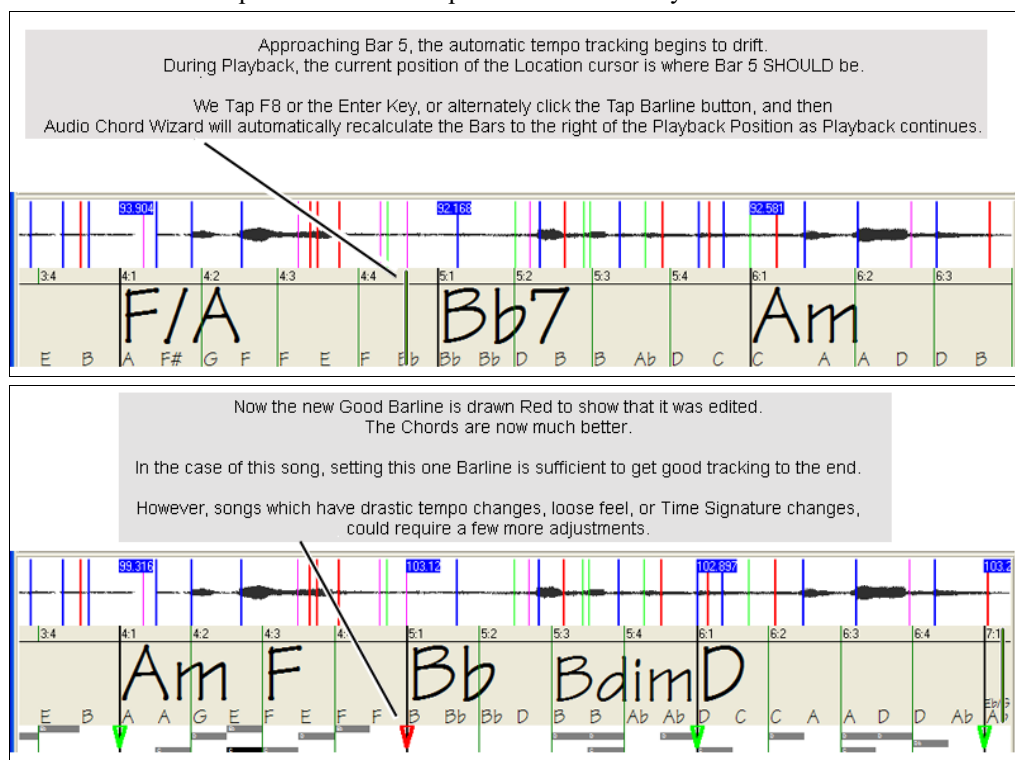 Approaching Bar 5, the automatic tempo tracking begins to drift.
During Playback, the current position of the Location cursor is where Bar 5 SHOULD be.
We Tap F8 or the Enter Key, or alternately click the Tap Barline button, and then
Audio Chord Wizard will automatically recalculate the Bars to the right of the Playback Position as Playback continues.
93.904 92.168 92.581
3:4 4:1 4:2 4:3 4:4 5:1 5:2 5:3 5:4 6:1 6:2 6:3
F/A Bb7 Am
E B A F# G F F E F Bb Bb D B B Ab D C C A A D D B
Now the new Good Barline is drawn Red to show that it was edited.
The Chords are now much better.
In the case of this song, setting this one Barline is sufficient to get good tracking to the end.
However, songs which have drastic tempo changes, loose feel, or Time Signature changes,
could require a few more adjustments.
99.316 103.12 102.897
3:4 4:1 4:2 4:3 4: 5:1 5:2 5:3 5:4 6:1 6:2 6:3 6:4 7:1
Am F Bb Bdim D
E B A A G E F E F F B Bb Bb D B B Ab Ab D C C A A D D Ab